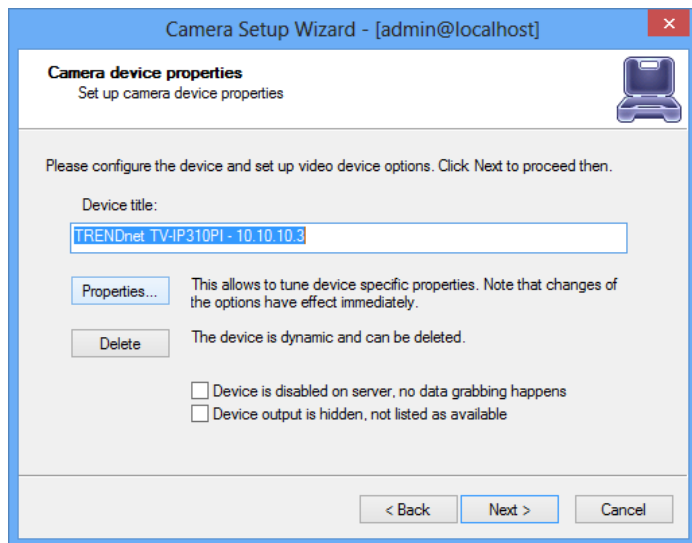 Camera Setup Wizard - [admin@localhost]
Camera device properties
Set up camera device properties
Please configure the device and set up video device options. Click Next to proceed then.
Device title:
TRENDnet TV-IP310PI - 10.10.10.3
Properties...
This allows to tune device specific properties. Note that changes of
the options have effect immediately.
Delete
The device is dynamic and can be deleted.
Device is disabled on server, no data grabbing happens
Device output is hidden, not listed as available
< Back
Next >
Cancel